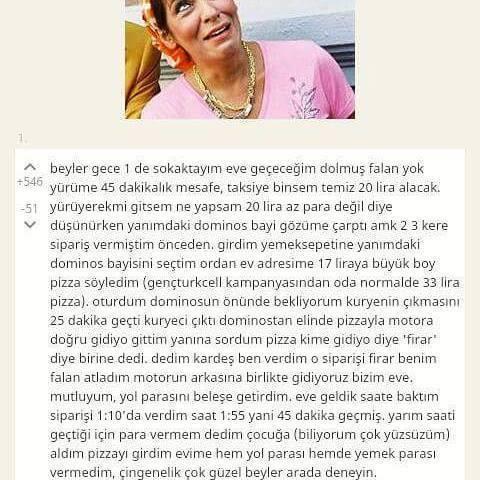 1.
+546
-51
beyler gece 1 de sokaktayım eve geçeceğim dolmuş falan yok
yürüme 45 dakikalık mesafe, taksiye binsem temiz 20 lira alacak.
yürüyerekmi gitsem ne yapsam 20 lira az para değil diye
düşünürken yanımdaki dominos bayi gözüme çarptı amk 2 3 kere
sipariş vermiştim önceden. girdim yemeksepetine yanımdaki
dominos bayisini seçtim ordan ev adresime 17 liraya büyük boy
pizza söyledim (gençturkcell kampanyasından oda normalde 33 lira
pizza). oturdum dominosun önünde bekliyorum kuryenin çıkmasını
25 dakika geçti kuryeci çıktı dominostan elinde pizzayla motora
doğru gidiyo gittim yanına sordum pizza kime gidiyo diye 'firar'
diye birine dedi. dedim kardeş ben verdim o siparişi firar benim
falan atladım motorun arkasına birlikte gidiyoruz bizim eve.
mutluyum, yol parasını beleşe getirdim. eve geldik saate baktım
siparişi 1:10'da verdim saat 1:55 yani 45 dakika geçmiş. yarım saati
geçtiği için para vermem dedim çocuğa (biliyorum çok yüzsüzüm)
aldım pizzayı girdim evime hem yol parası hemde yemek parası
vermedim, çingenelik çok güzel beyler arada deneyin.